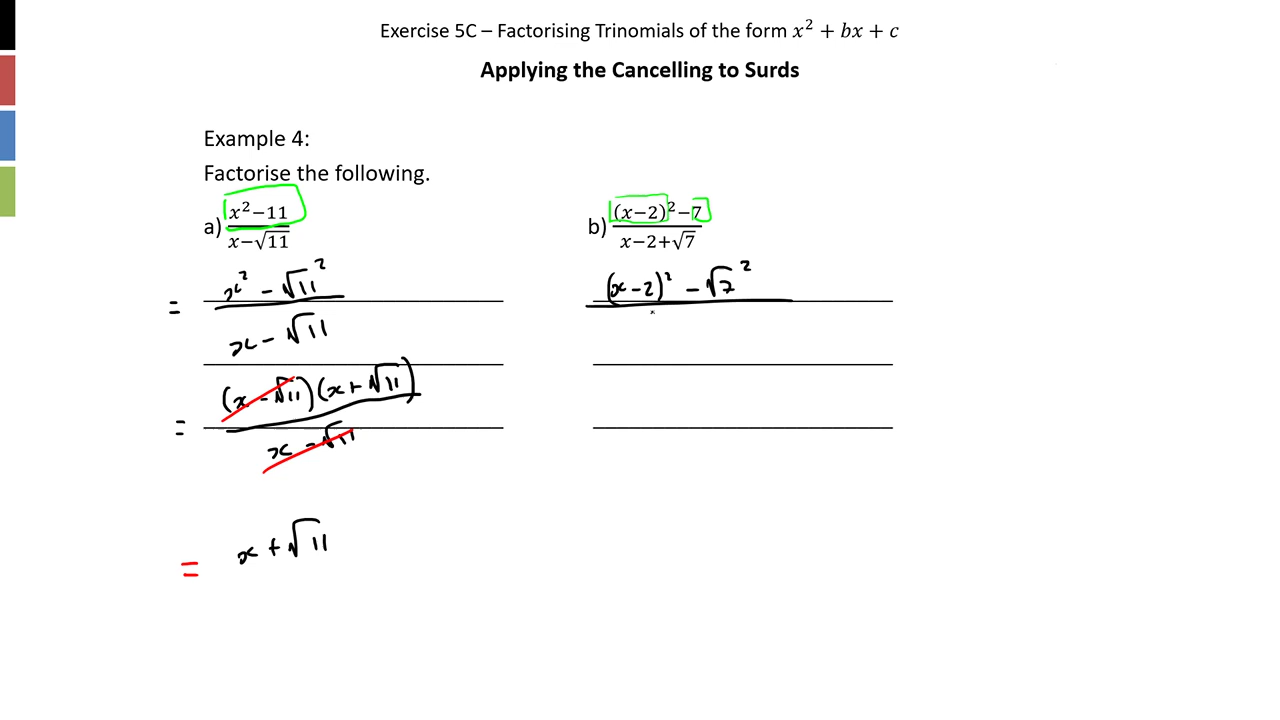 Exercise 5C – Factorising Trinomials of the form x² + bx + c
Applying the Cancelling to Surds
Example 4:
Factorise the following.
a) (x²−11)/(x−√11)
= (x² − √11²)/(x − √11)
= ((x − √11)(x + √11))/(x − √11)
= x + √11
b) ((x−2)²−7)/(x−2+√7)
(x−2)² − √7²